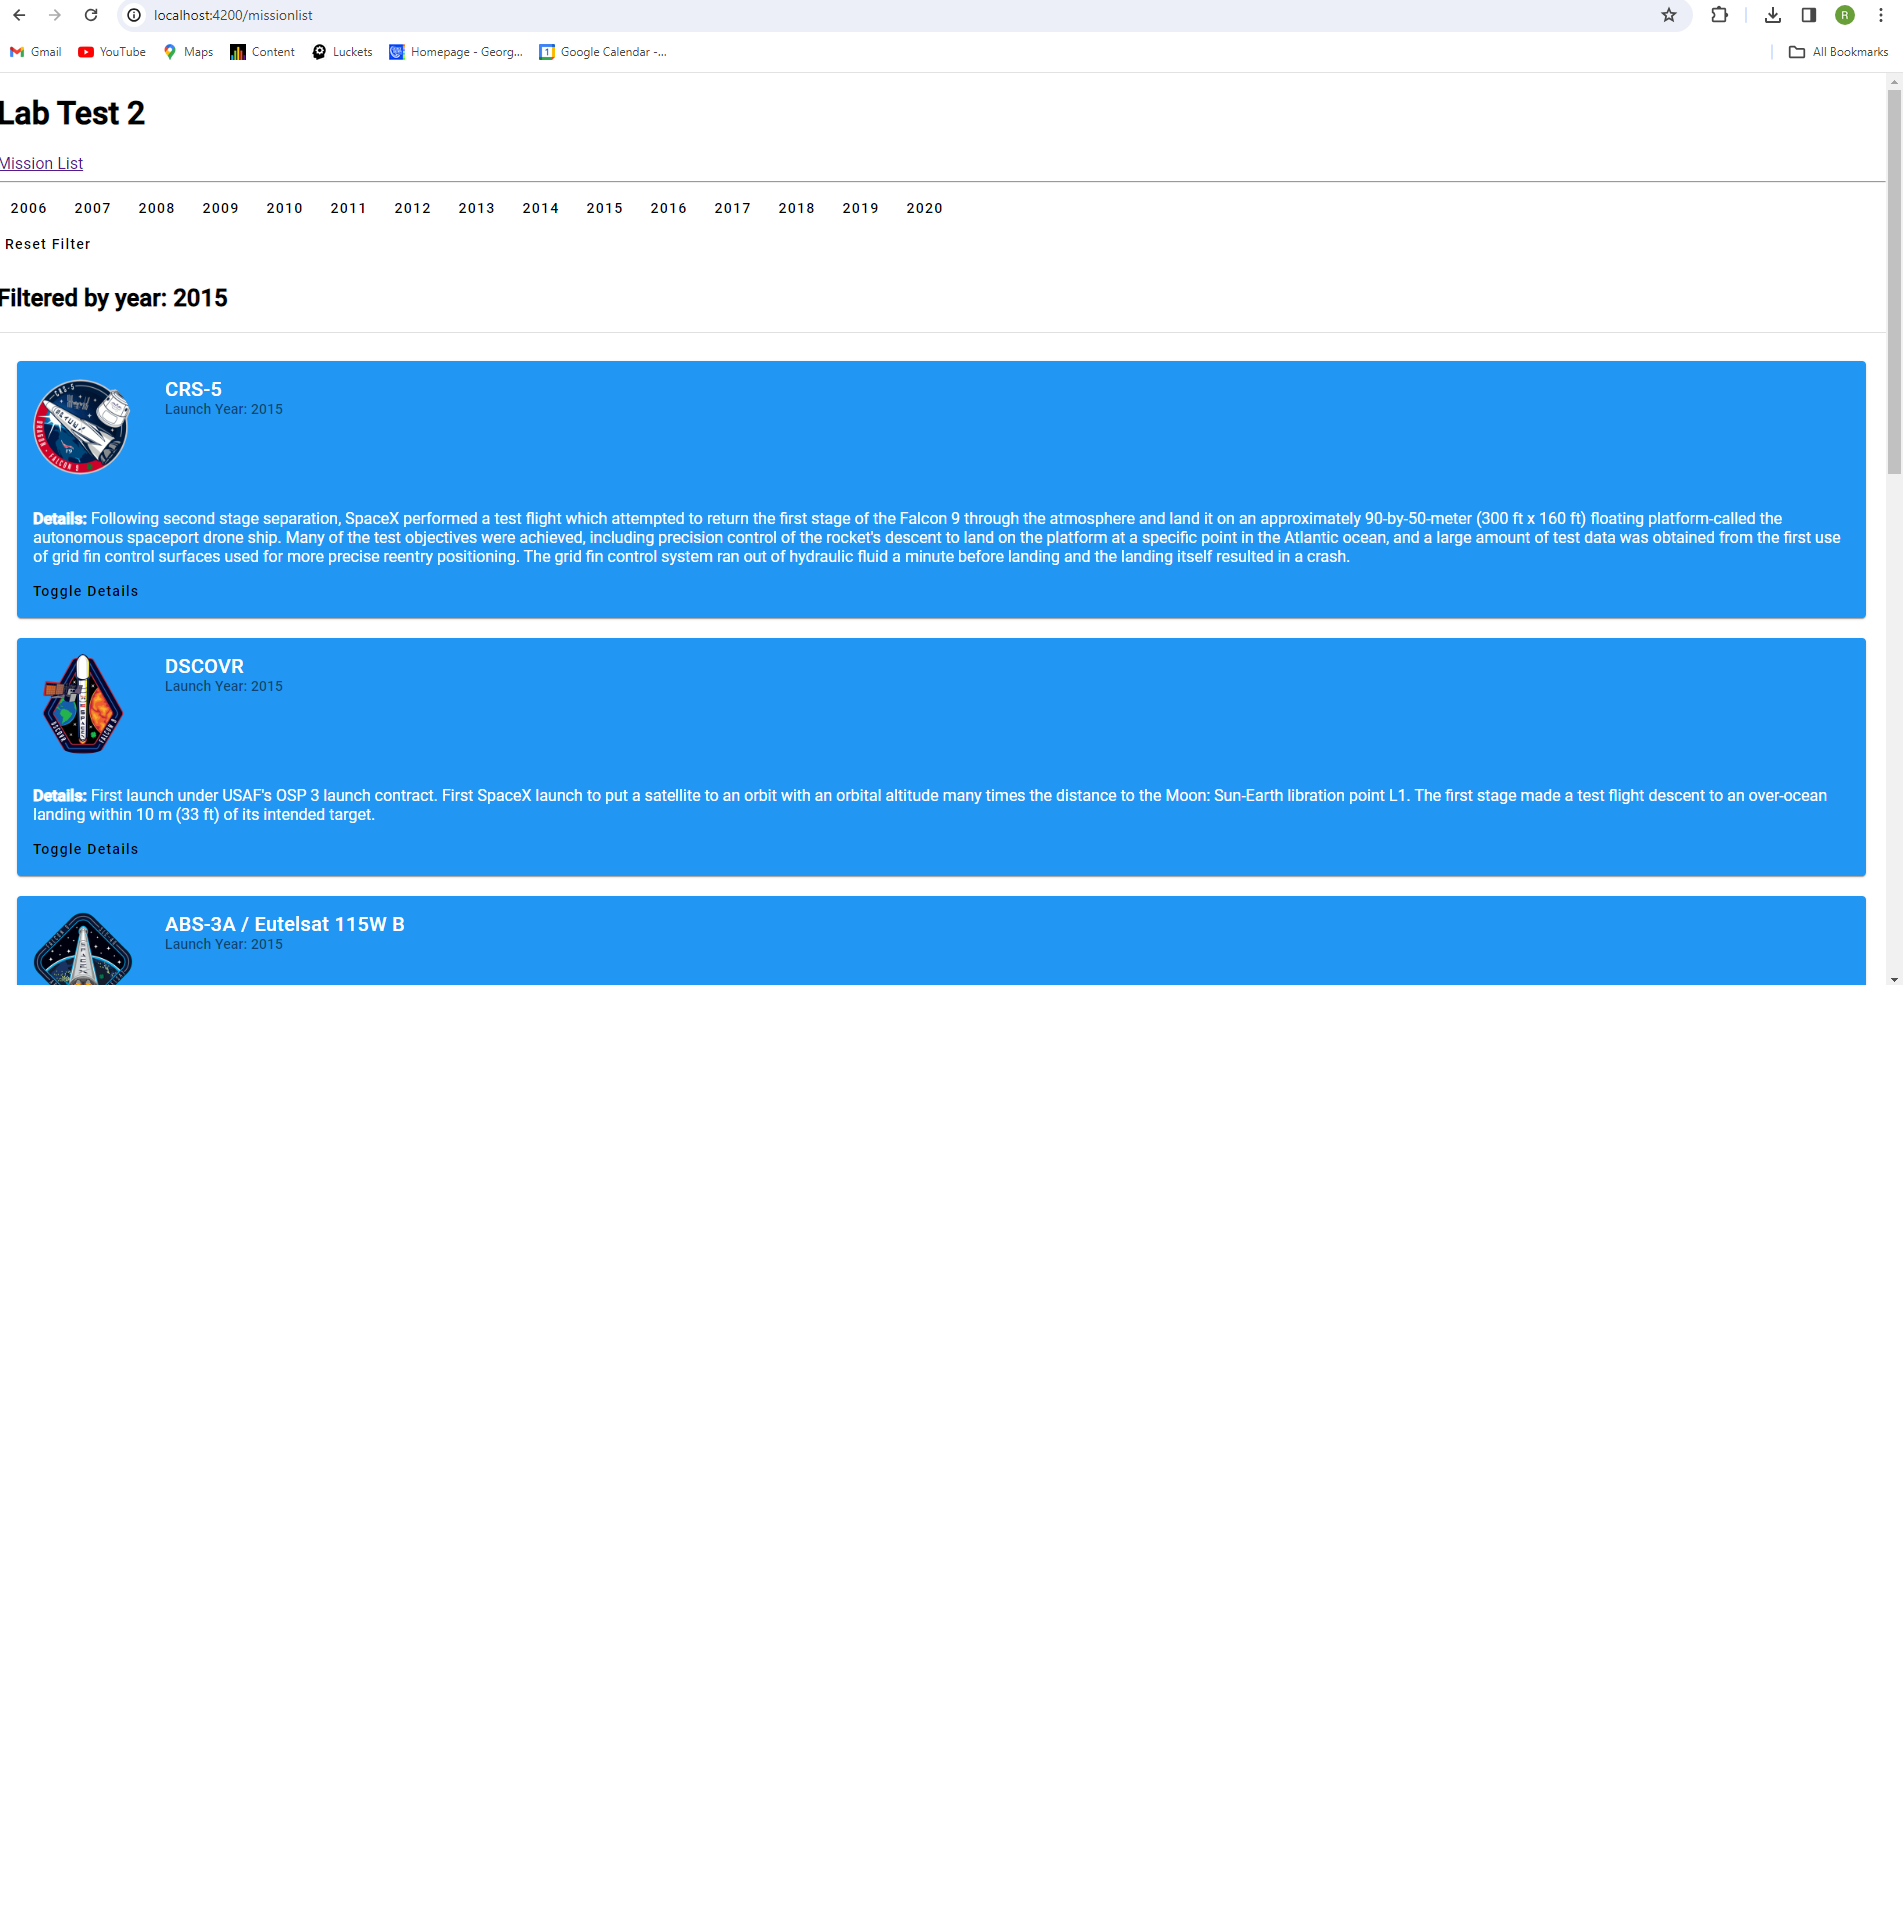 localhost:4200/missionlist
Gmail YouTube Maps Content Luckets Homepage - Georg... Google Calendar -... All Bookmarks
R
1
Lab Test 2
Mission List
2006 2007 2008 2009 2010 2011 2012 2013 2014 2015 2016 2017 2018 2019 2020
Reset Filter
Filtered by year: 2015
CRS-5
Launch Year: 2015
CRS-5
FALCON 9
Details: Following second stage separation, SpaceX performed a test flight which attempted to return the first stage of the Falcon 9 through the atmosphere and land it on an approximately 90-by-50-meter (300 ft x 160 ft) floating platform-called the
autonomous spaceport drone ship. Many of the test objectives were achieved, including precision control of the rocket's descent to land on the platform at a specific point in the Atlantic ocean, and a large amount of test data was obtained from the first use
of grid fin control surfaces used for more precise reentry positioning. The grid fin control system ran out of hydraulic fluid a minute before landing and the landing itself resulted in a crash.
Toggle Details
DSCOVR
Launch Year: 2015
DSCOVR
FALCON 9
Details: First launch under USAF's OSP 3 launch contract. First SpaceX launch to put a satellite to an orbit with an orbital altitude many times the distance to the Moon: Sun-Earth libration point L1. The first stage made a test flight descent to an over-ocean
landing within 10 m (33 ft) of its intended target.
Toggle Details
ABS-3A / Eutelsat 115W B
Launch Year: 2015